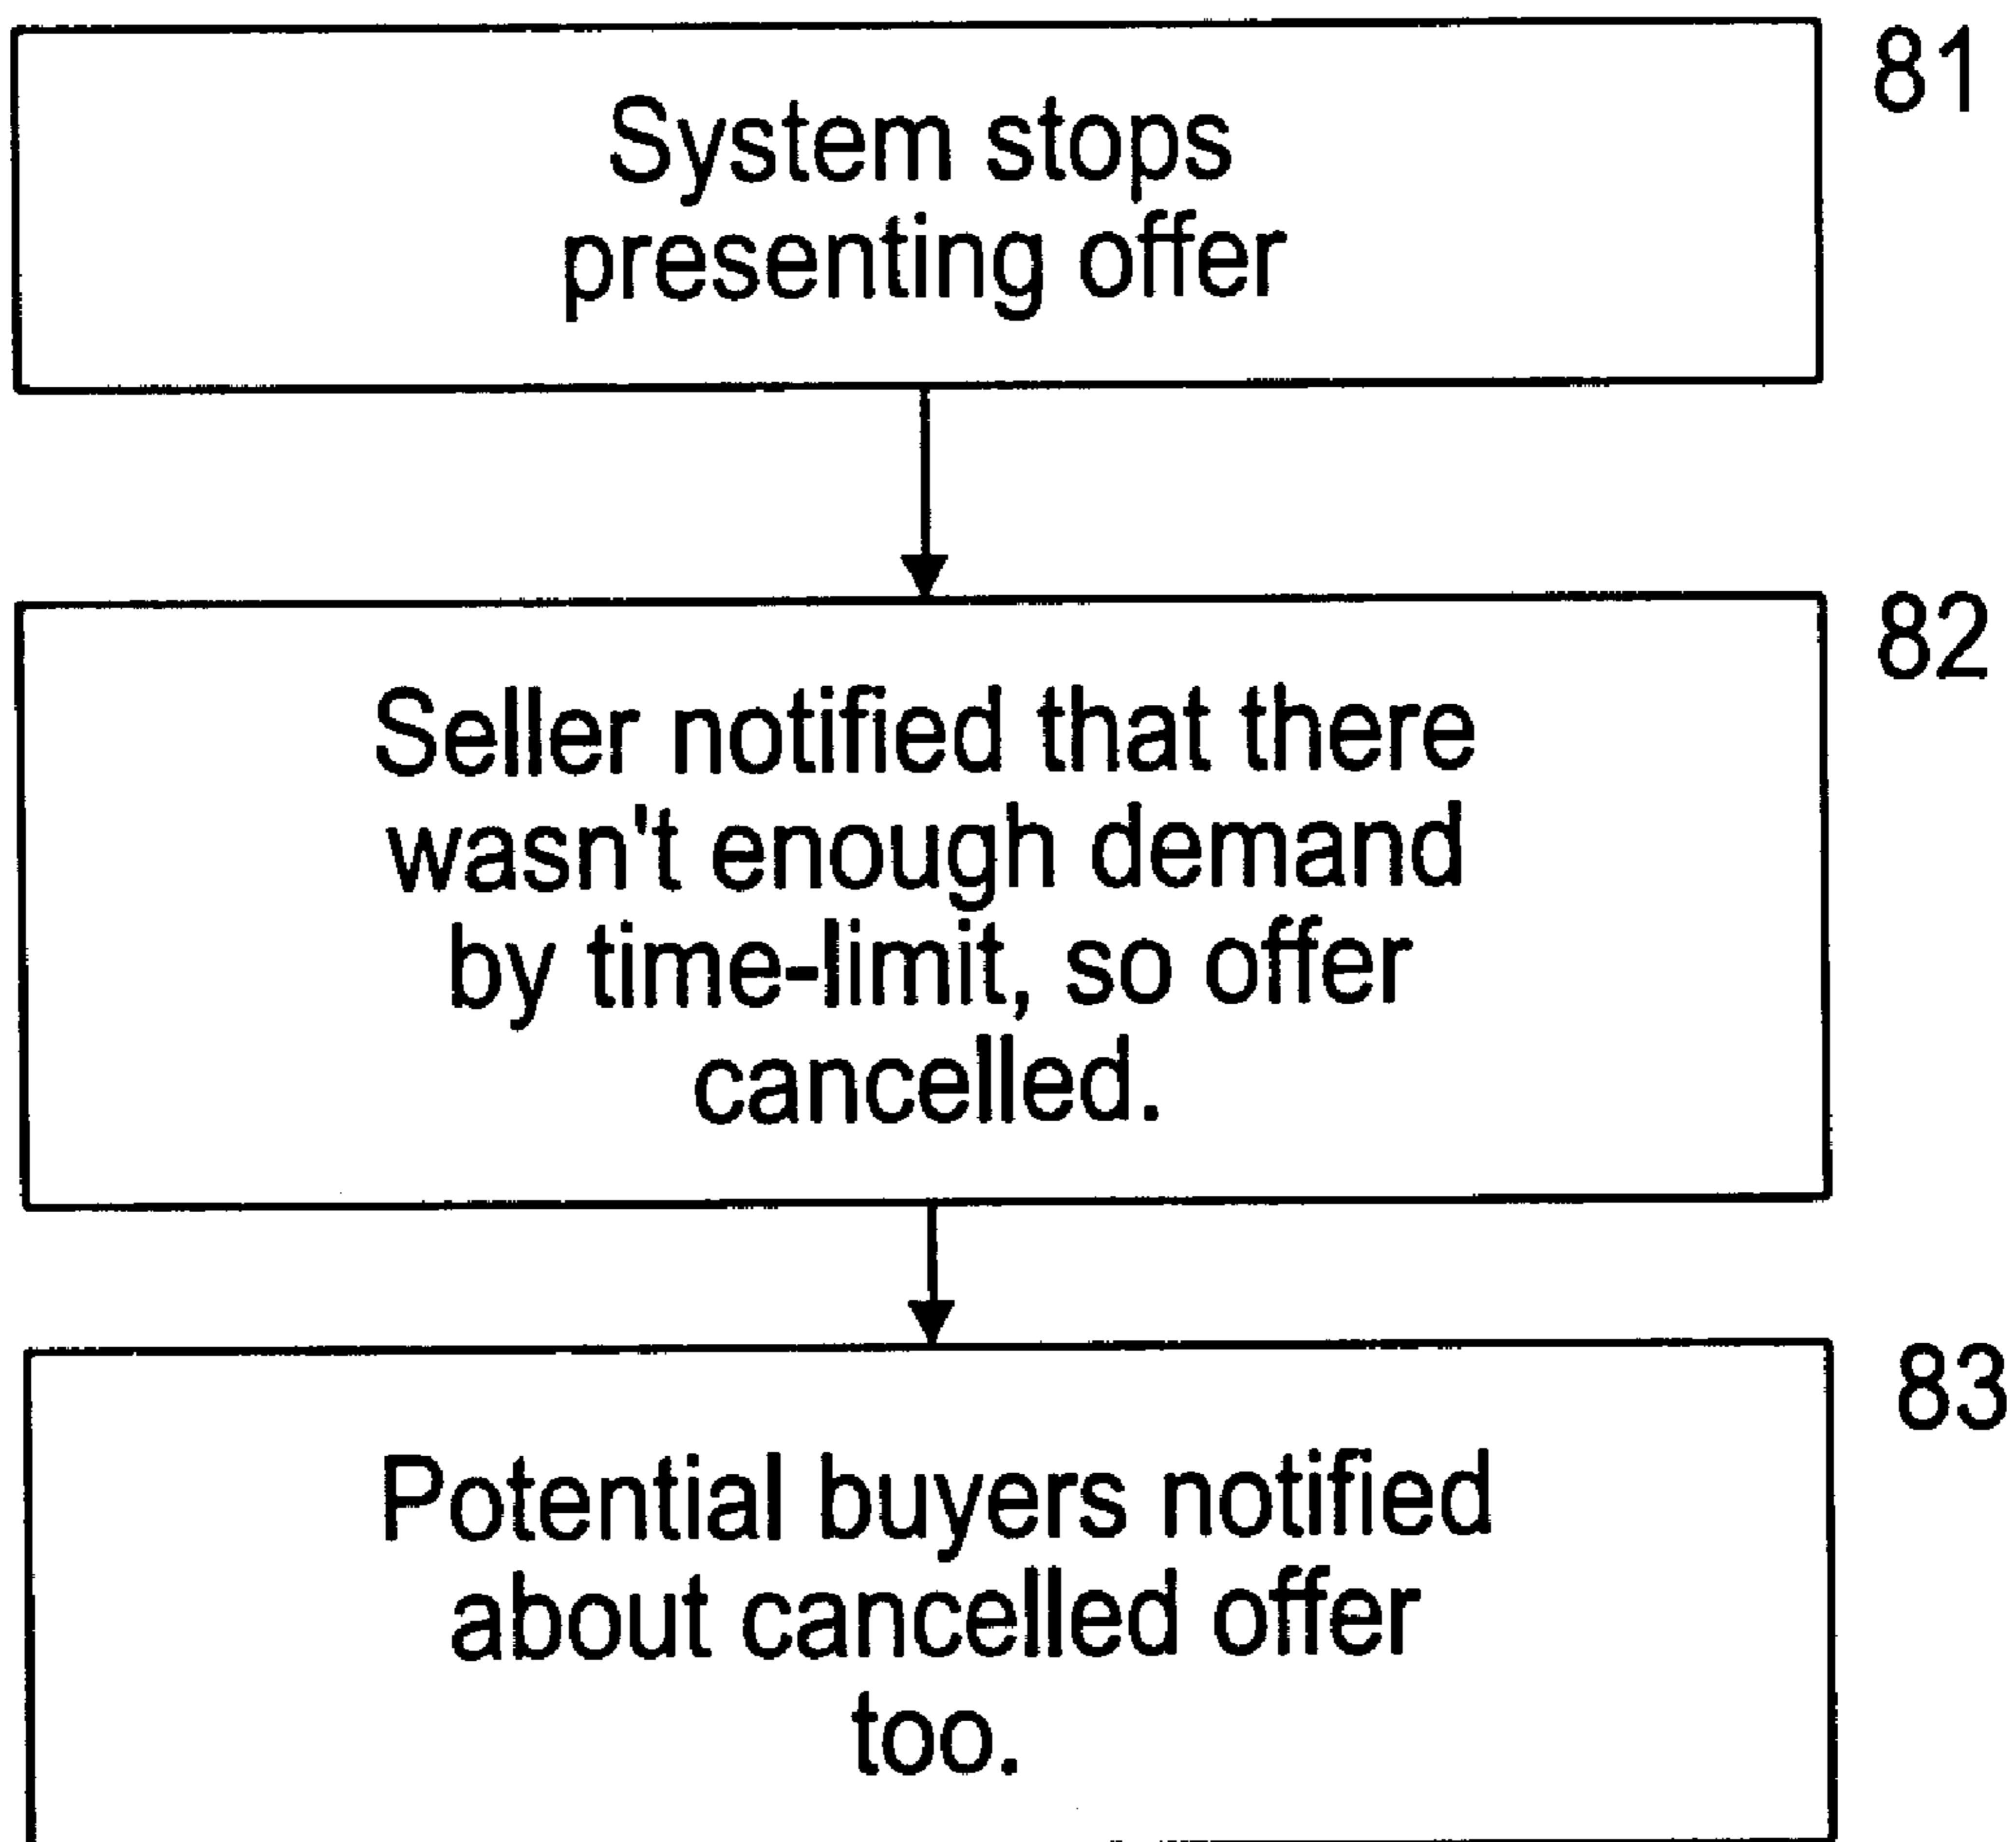 81
System stops
presenting offer
82
Seller notified that there
wasn't enough demand
by time-limit, so offer
cancelled.
83
Potential buyers notified
about cancelled offer
too.